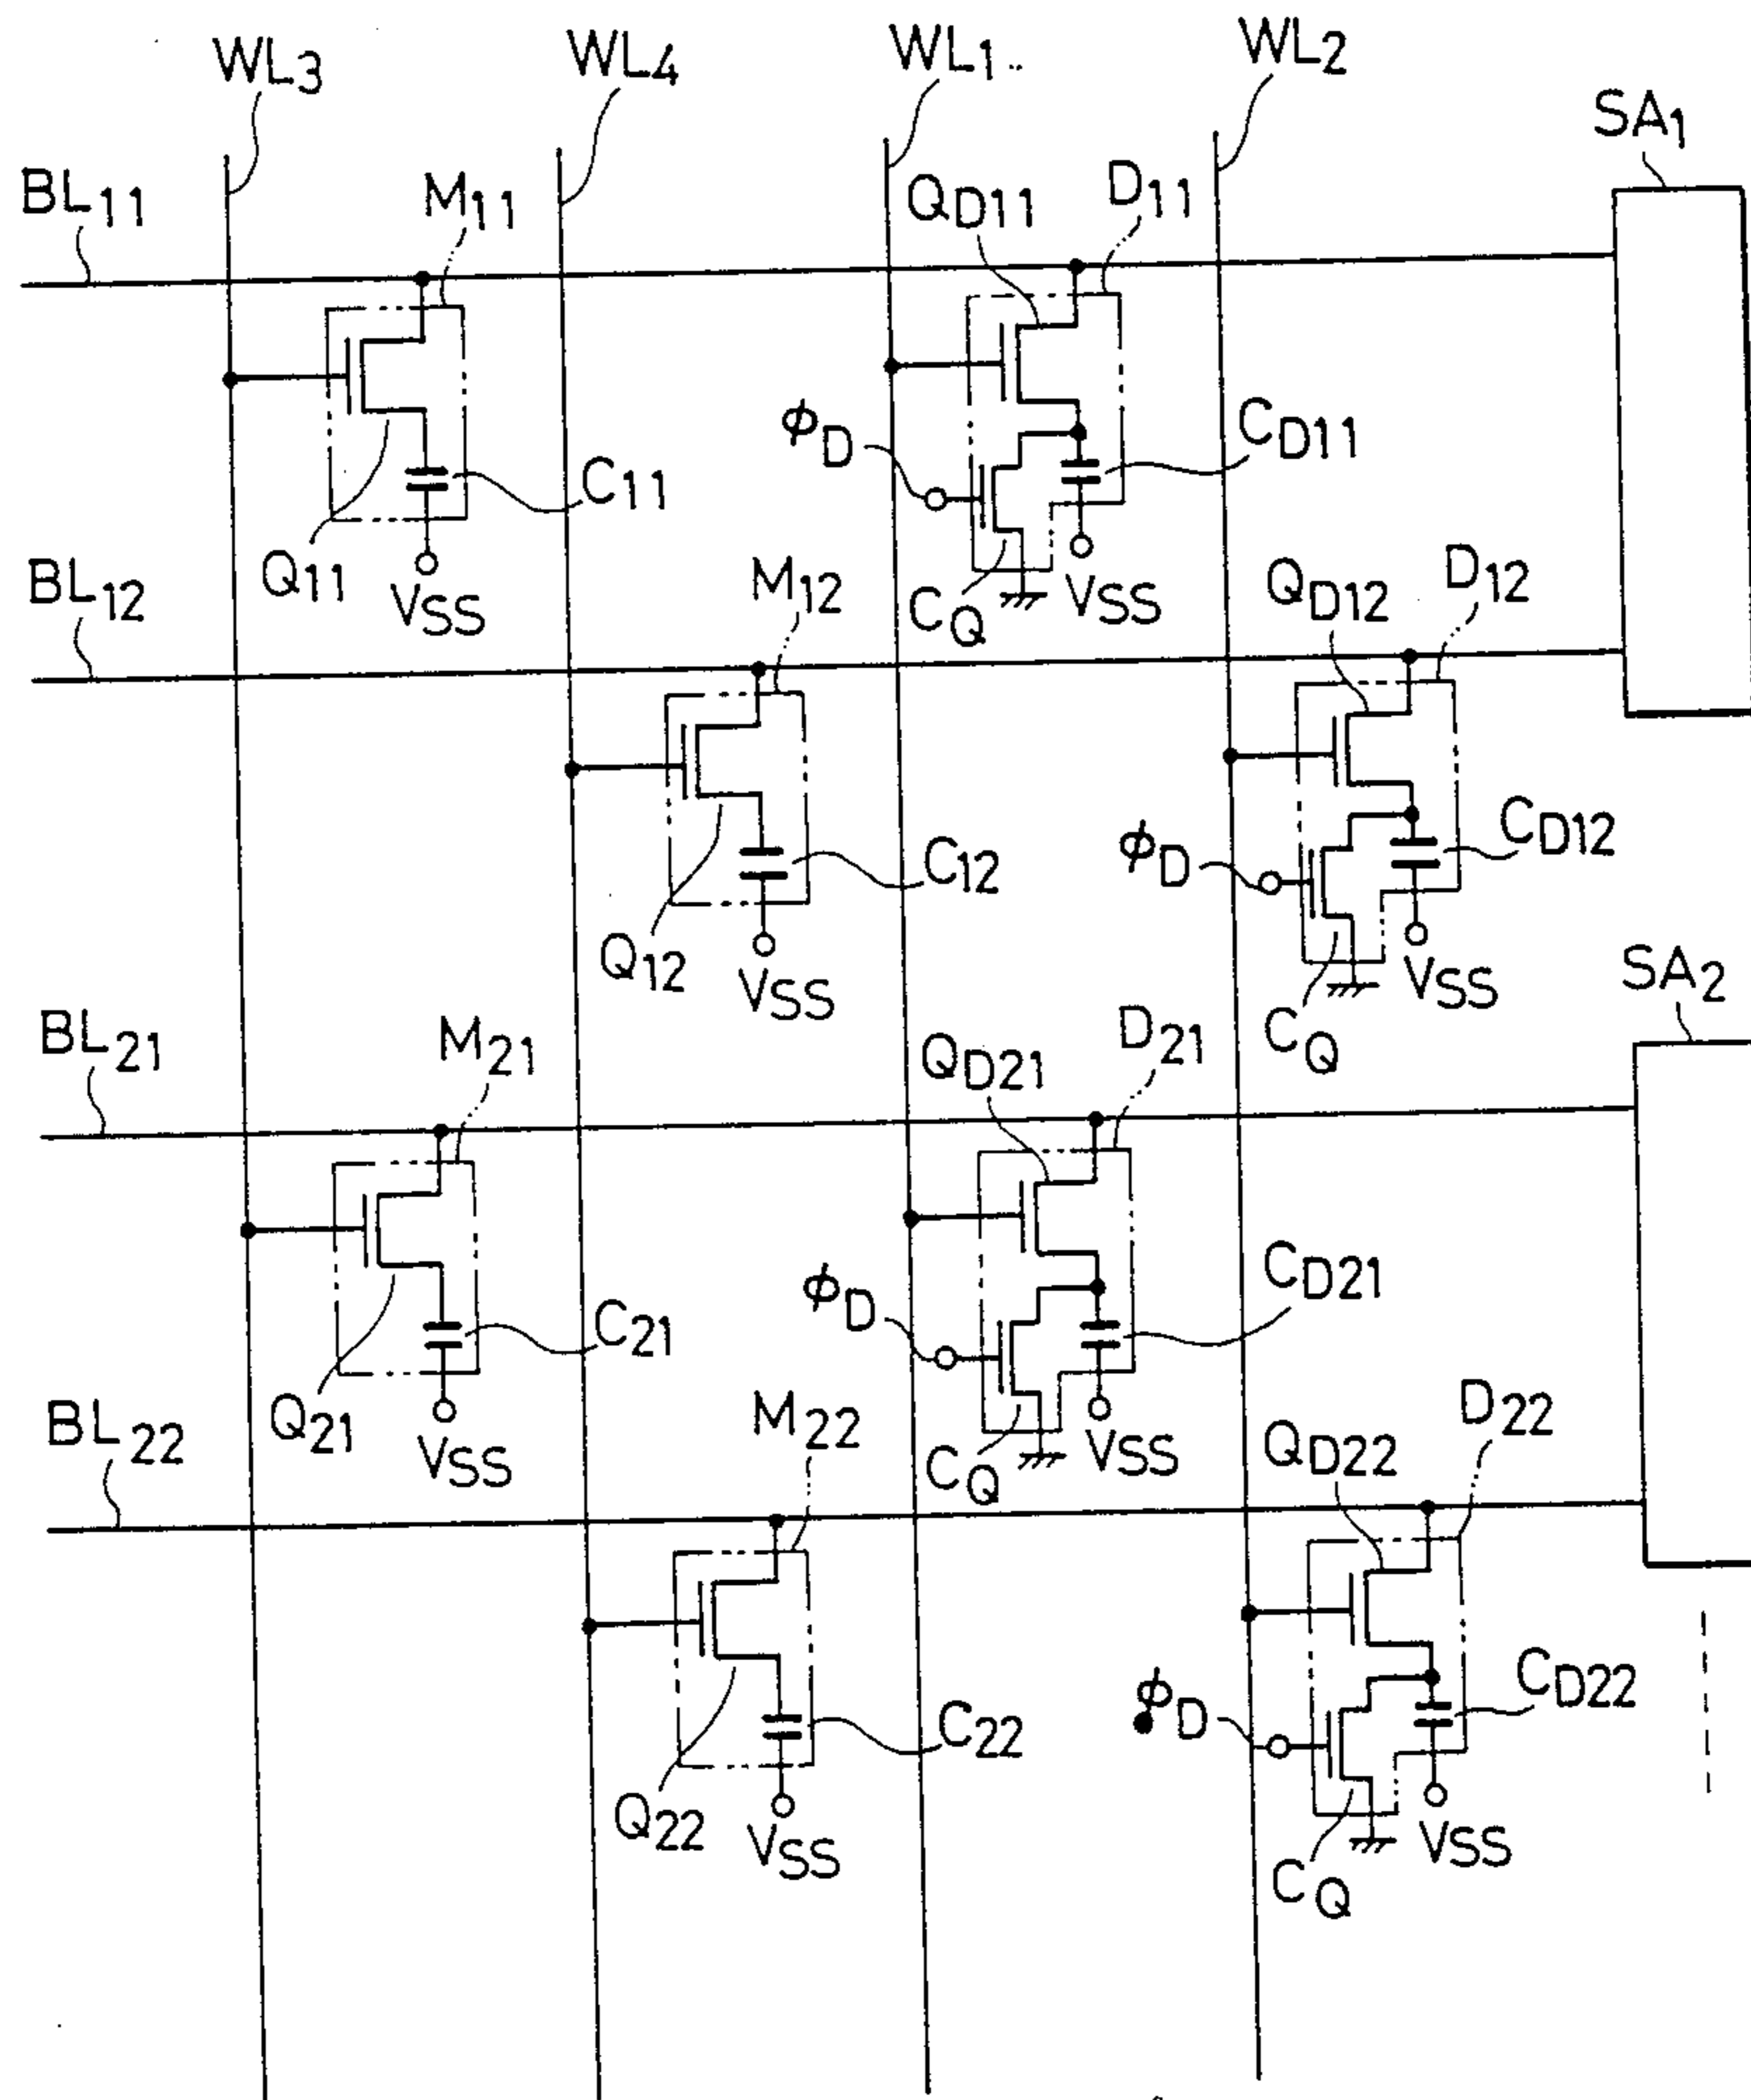 WL3 WL4 WL1 WL2
SA1
BL11 M11 QD11 D11
φD CD11
C11
Q11 VSS CQ VSS
BL12 M12 QD12 D12
φD CD12
C12
Q12 VSS CQ VSS
SA2
BL21 M21 QD21 D21
φD CD21
C21
Q21 VSS CQ VSS
BL22 M22 QD22 D22
φD CD22
C22
Q22 VSS CQ VSS